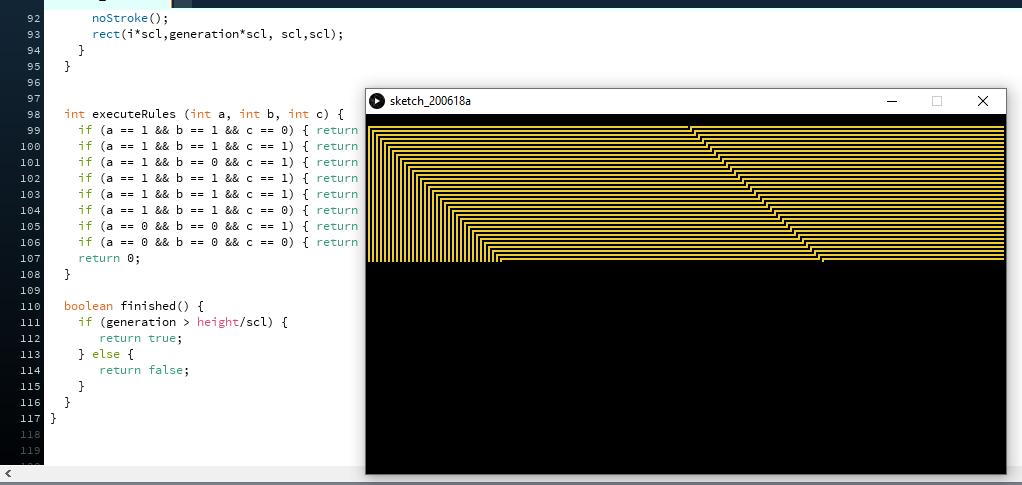 92 noStroke();
93 rect(i*scl,generation*scl, scl,scl);
94 }
95 }
96
97
98 int executeRules (int a, int b, int c) {
99 if (a == 1 && b == 1 && c == 0) { return
100 if (a == 1 && b == 1 && c == 1) { return
101 if (a == 1 && b == 0 && c == 1) { return
102 if (a == 1 && b == 1 && c == 1) { return
103 if (a == 1 && b == 1 && c == 1) { return
104 if (a == 1 && b == 1 && c == 0) { return
105 if (a == 0 && b == 0 && c == 1) { return
106 if (a == 0 && b == 0 && c == 0) { return
107 return 0;
108 }
109
110 boolean finished() {
111 if (generation > height/scl) {
112 return true;
113 } else {
114 return false;
115 }
116 }
117 }
118
119
sketch_200618a